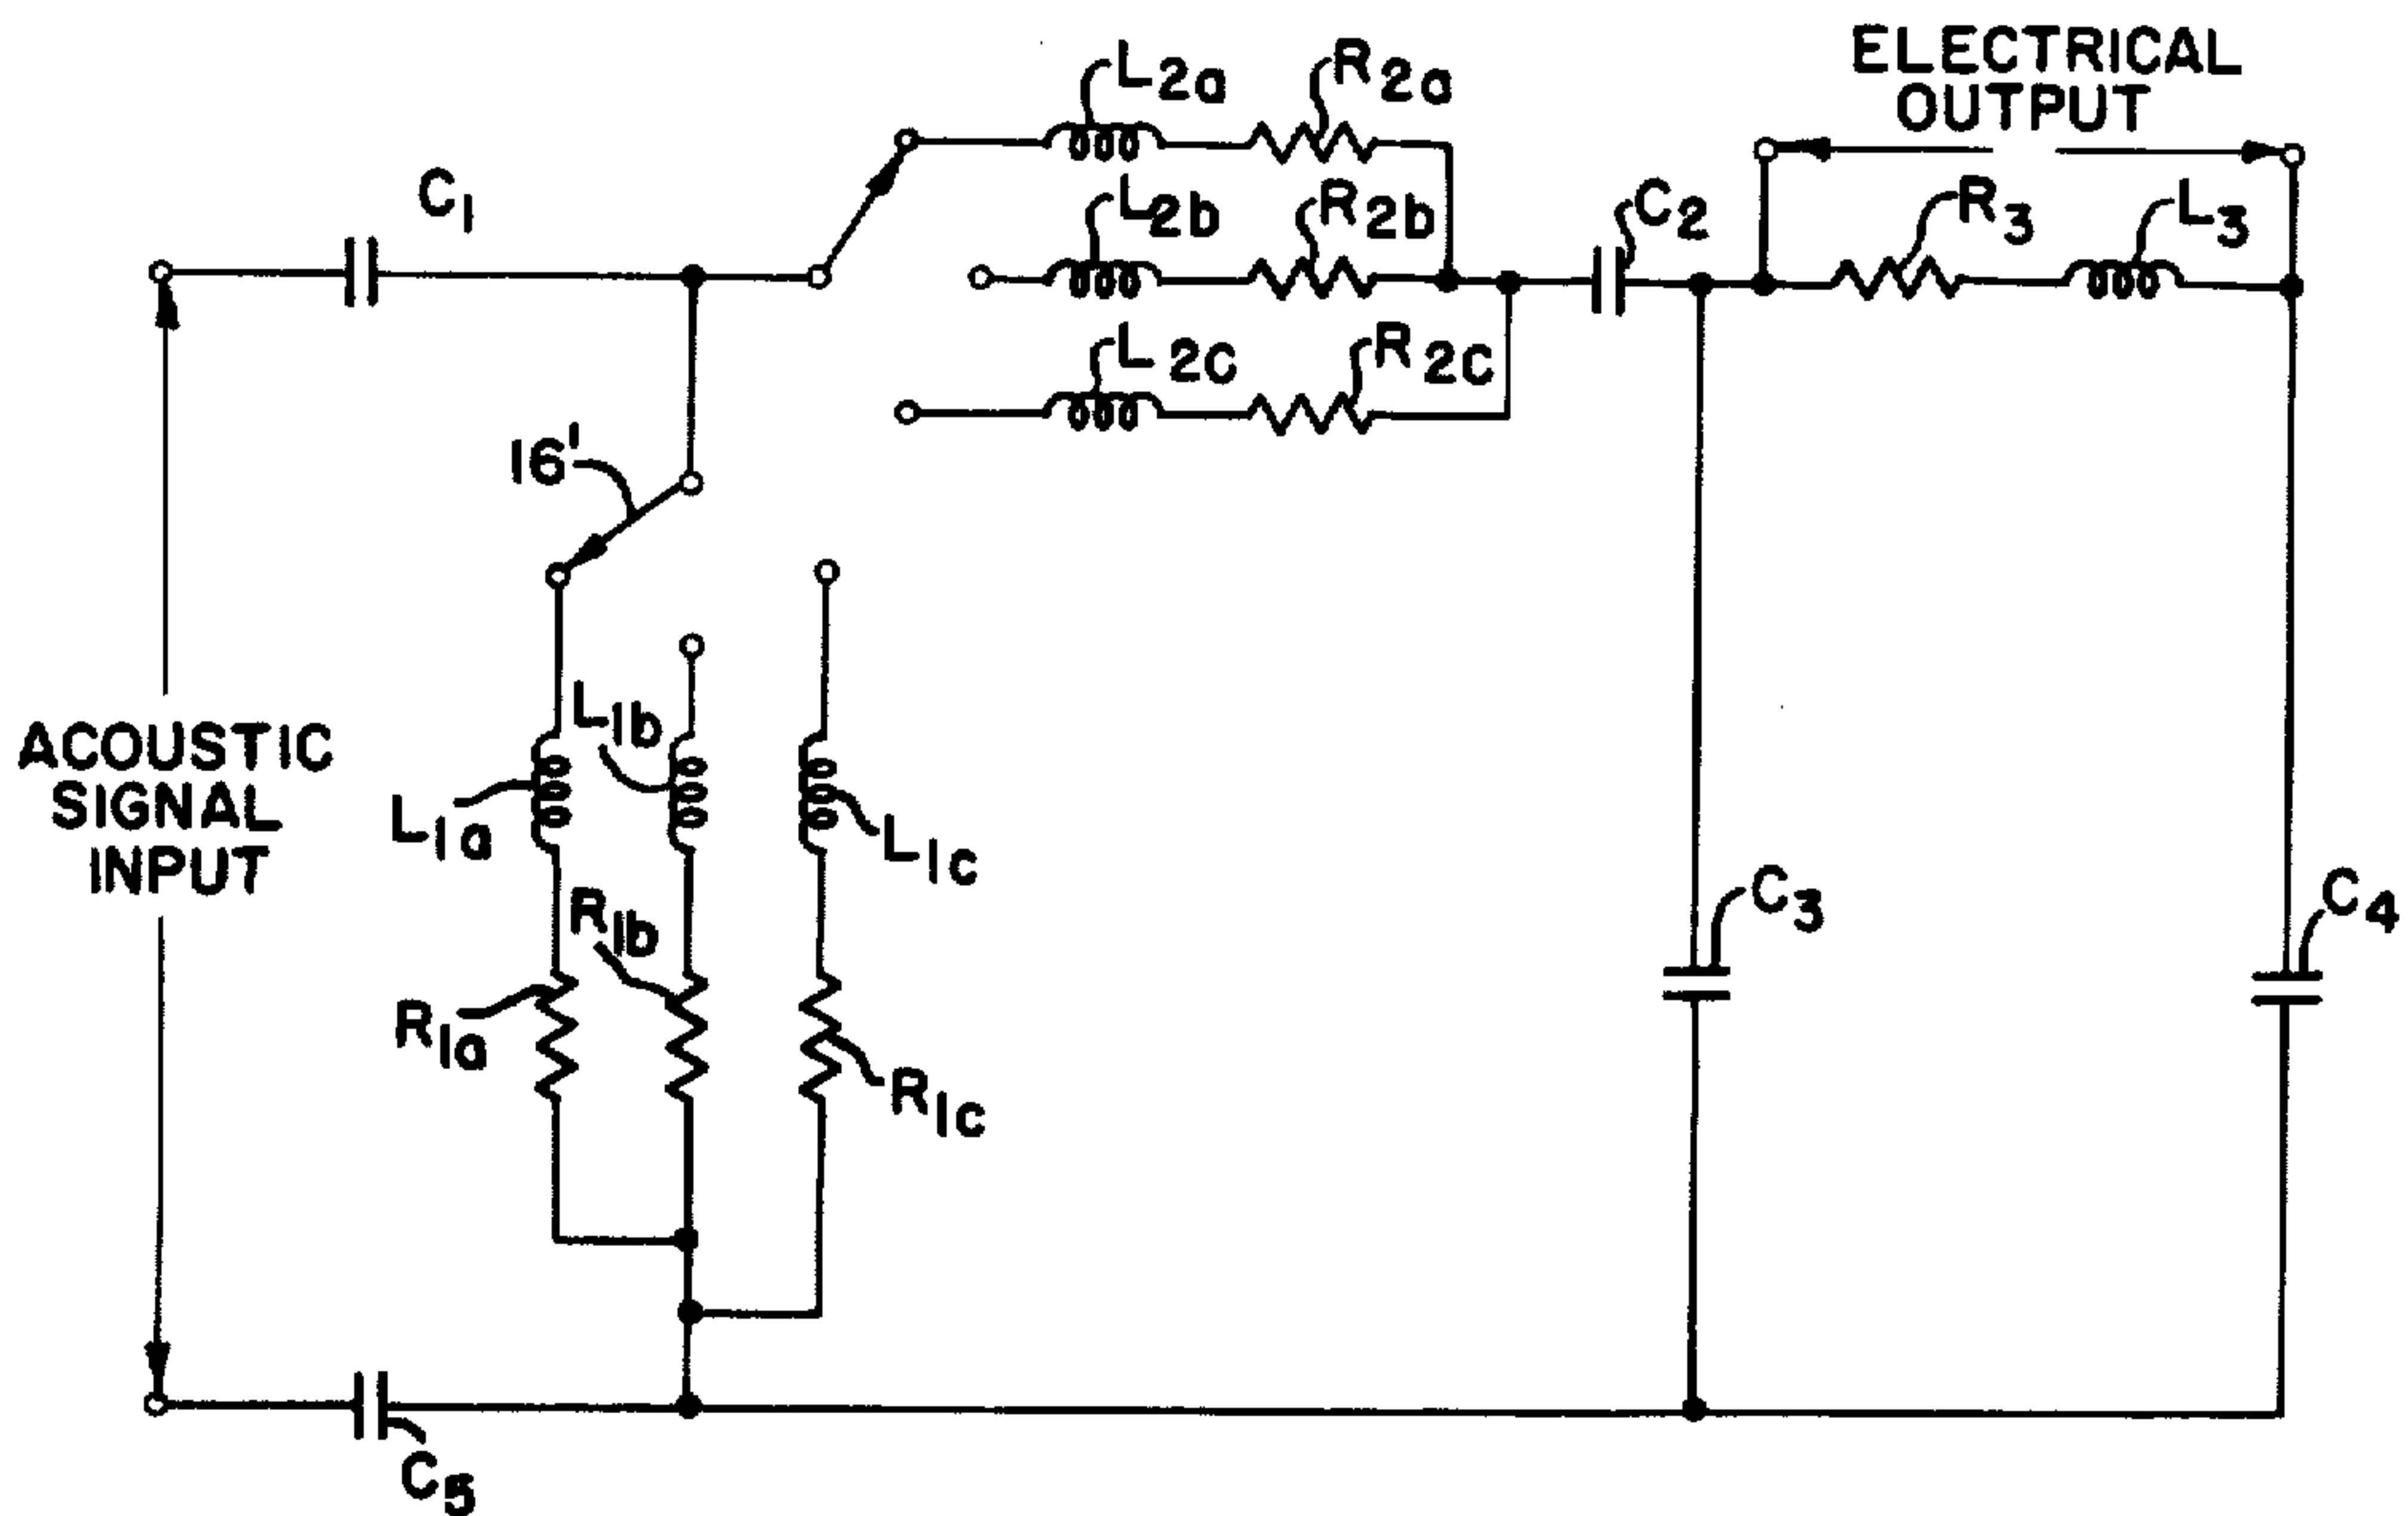 ELECTRICAL
OUTPUT
L2a
R2a
C1
L2b
R2b
C2
R3
L3
L2c
R2c
16'
ACOUSTIC
SIGNAL
INPUT
L1b
L1a
L1c
R1b
R1a
R1c
C3
C4
C5